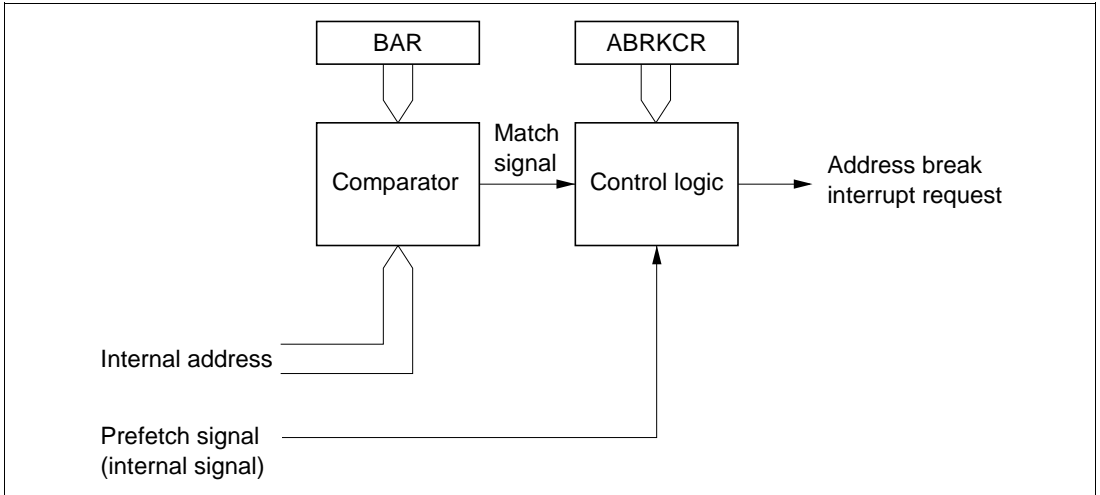 BAR
ABRKCR
Comparator
Match
signal
Control logic
Address break
interrupt request
Internal address
Prefetch signal
(internal signal)